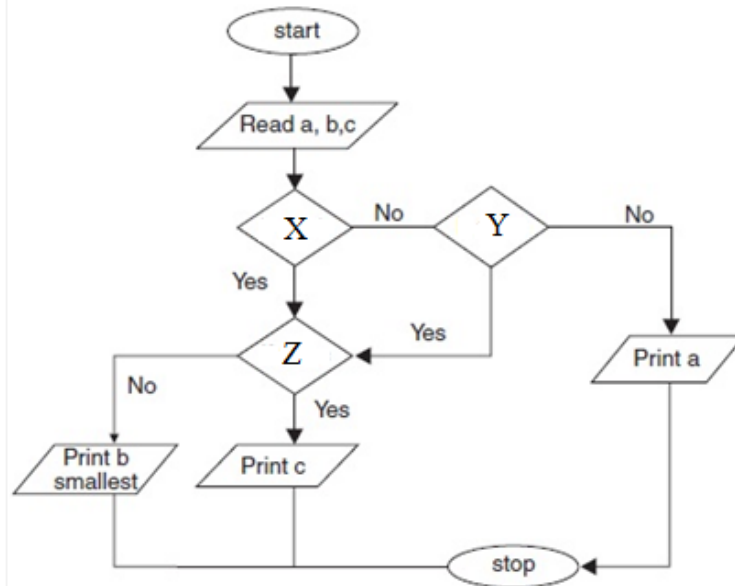 start
Read a, b,c
X
No
Y
No
Yes
Z
Yes
Print a
No
Yes
Print b
smallest
Print c
stop